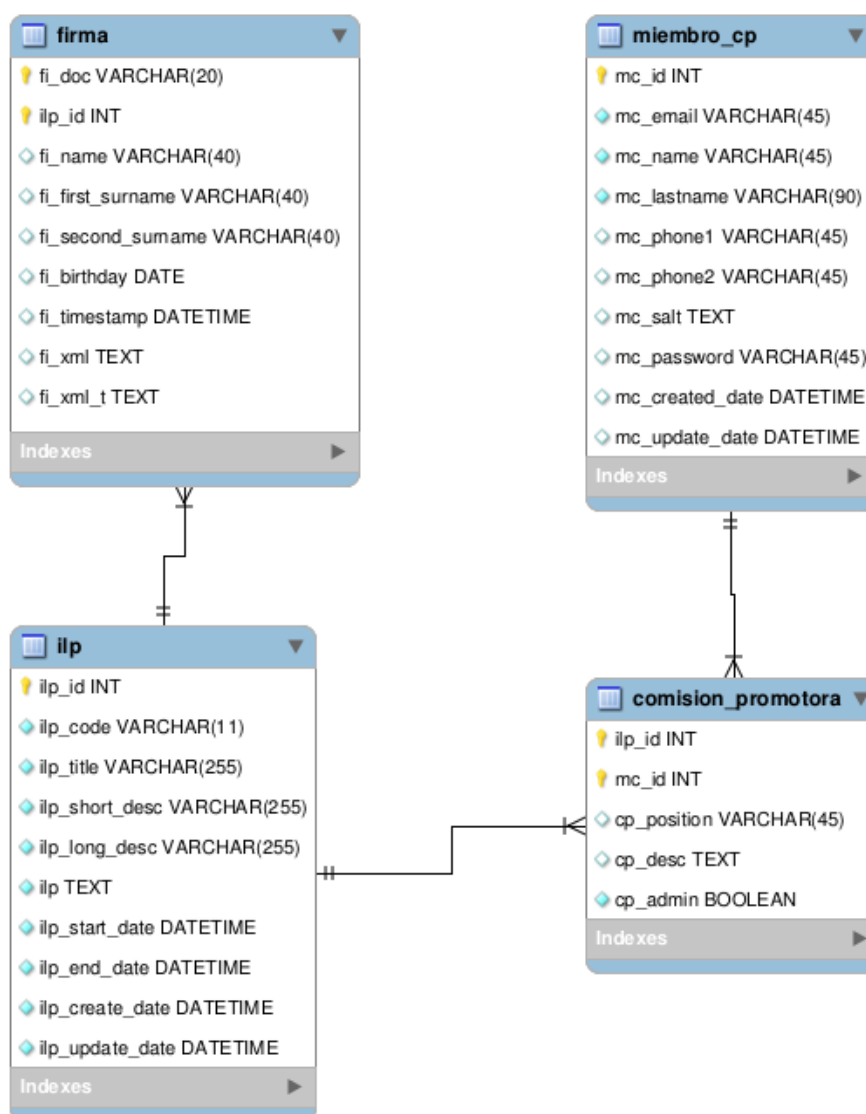 firma
fi_doc VARCHAR(20)
ilp_id INT
fi_name VARCHAR(40)
fi_first_surname VARCHAR(40)
fi_second_surname VARCHAR(40)
fi_birthday DATE
fi_timestamp DATETIME
fi_xml TEXT
fi_xml_t TEXT
Indexes
miembro_cp
mc_id INT
mc_email VARCHAR(45)
mc_name VARCHAR(45)
mc_lastname VARCHAR(90)
mc_phone1 VARCHAR(45)
mc_phone2 VARCHAR(45)
mc_salt TEXT
mc_password VARCHAR(45)
mc_created_date DATETIME
mc_update_date DATETIME
Indexes
ilp
ilp_id INT
ilp_code VARCHAR(11)
ilp_title VARCHAR(255)
ilp_short_desc VARCHAR(255)
ilp_long_desc VARCHAR(255)
ilp TEXT
ilp_start_date DATETIME
ilp_end_date DATETIME
ilp_create_date DATETIME
ilp_update_date DATETIME
Indexes
comision_promotora
ilp_id INT
mc_id INT
cp_position VARCHAR(45)
cp_desc TEXT
cp_admin BOOLEAN
Indexes